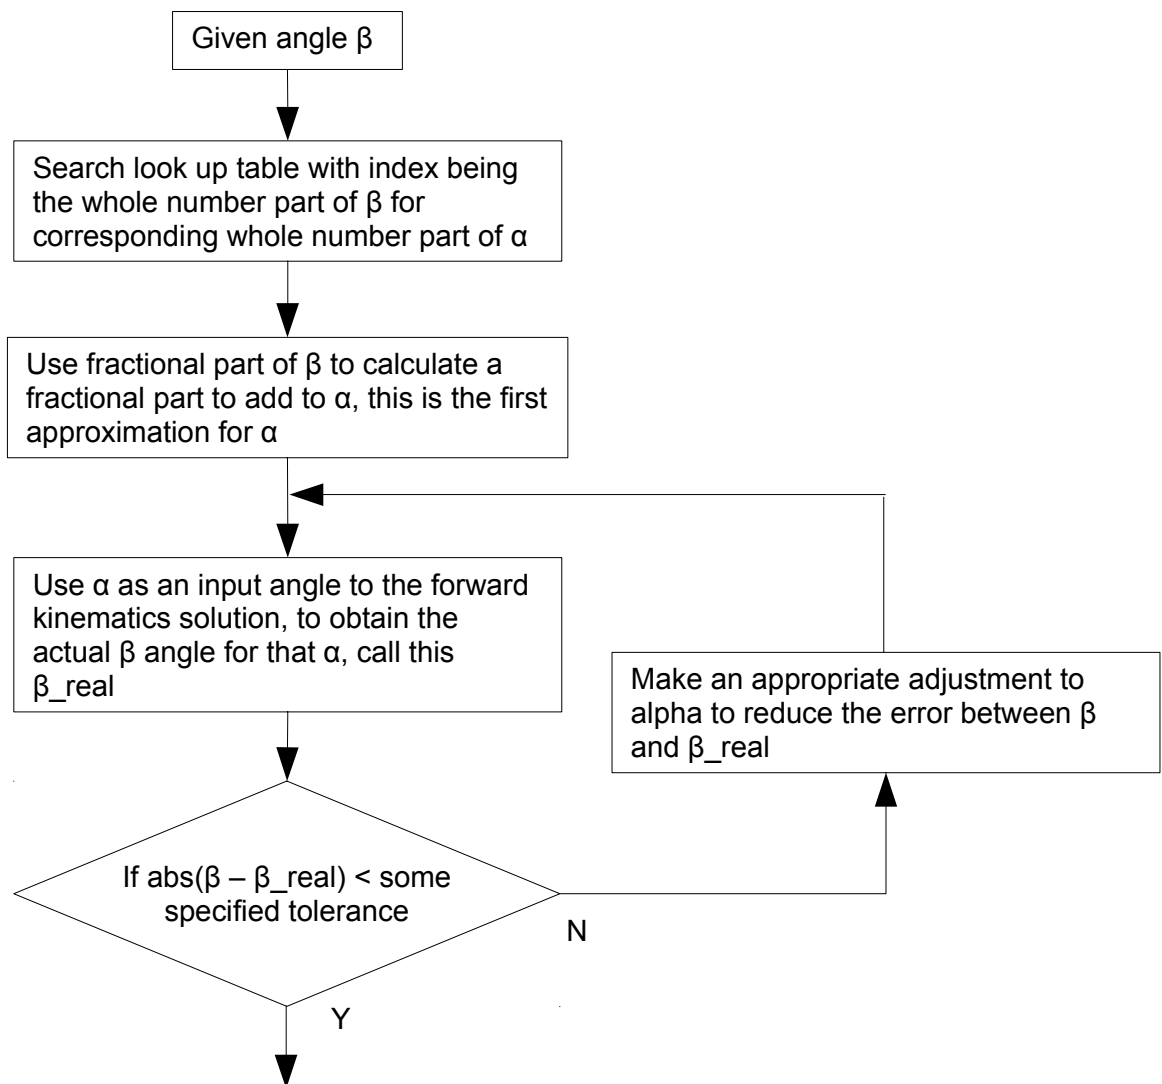 Given angle β
Search look up table with index being
the whole number part of β for
corresponding whole number part of α
Use fractional part of β to calculate a
fractional part to add to α, this is the first
approximation for α
Use α as an input angle to the forward
kinematics solution, to obtain the
actual β angle for that α, call this
β_real
Make an appropriate adjustment to
alpha to reduce the error between β
and β_real
If abs(β – β_real) < some
specified tolerance
N
Y